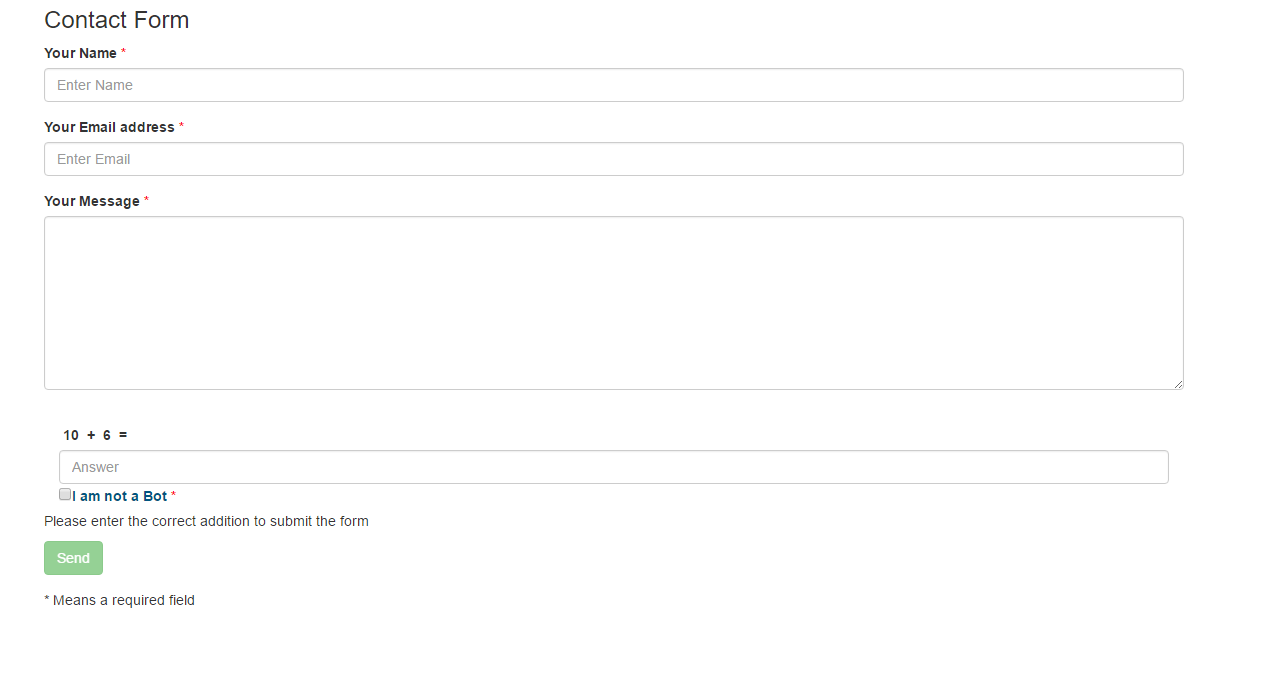 Contact Form
Your Name *
Enter Name
Your Email address *
Enter Email
Your Message *
10 + 6 =
Answer
I am not a Bot *
Please enter the correct addition to submit the form
Send
* Means a required field